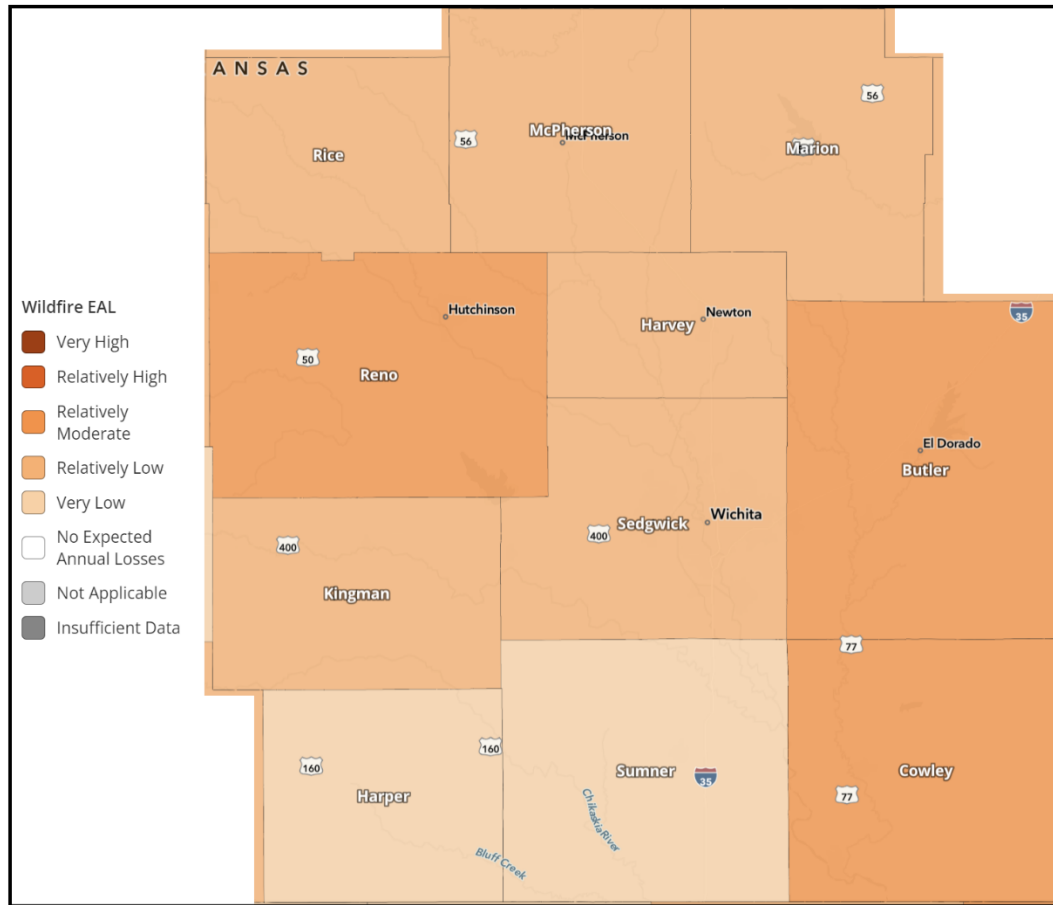 ANSAS
56
McPherson
McPherson
56
Rice
Marion
Hutchinson
Newton
Harvey
35
50
Reno
El Dorado
Butler
Wichita
Sedgwick
400
400
Kingman
77
160
160
Sumner
35
Cowley
Harper
77
Chikaskia River
Bluff Creek
Wildfire EAL
Very High
Relatively High
Relatively
Moderate
Relatively Low
Very Low
No Expected
Annual Losses
Not Applicable
Insufficient Data